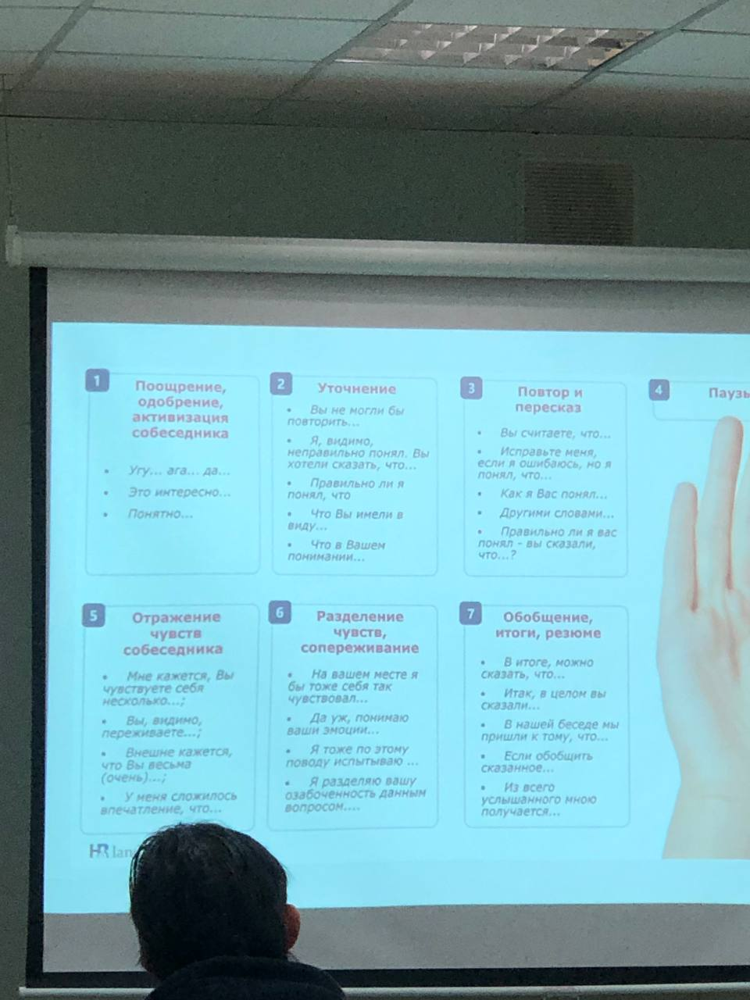 1
Поощрение,
одобрение,
активизация
собеседника
• Угу... ага... да...
• Это интересно...
• Понятно...
2
Уточнение
• Вы не могли бы
повторить...
• Я, видимо,
неправильно понял. Вы
хотели сказать, что...
• Правильно ли я
понял, что
• Что Вы имели в
виду...
• Что в Вашем
понимании...
3
Повтор и
пересказ
• Вы считаете, что...
• Исправьте меня,
если я ошибаюсь, но я
понял, что...
• Как я Вас понял...
• Другими словами...
• Правильно ли я вас
понял - вы сказали,
что...?
4
Паузы
5
Отражение
чувств
собеседника
• Мне кажется, Вы
чувствуете себя
несколько...;
• Вы, видимо,
переживаете...;
• Внешне кажется,
что Вы весьма
(очень)...;
• У меня сложилось
впечатление, что...
6
Разделение
чувств,
сопереживание
• На вашем месте я
бы тоже себя так
чувствовал...
• Да уж, понимаю
ваши эмоции...
• Я тоже по этому
поводу испытываю ...
• Я разделяю вашу
озабоченность данным
вопросом....
7
Обобщение,
итоги, резюме
• В итоге, можно
сказать, что...
• Итак, в целом вы
сказали...
• В нашей беседе мы
пришли к тому, что...
• Если обобщить
сказанное...
• Из всего
услышанного мною
получается...
HR